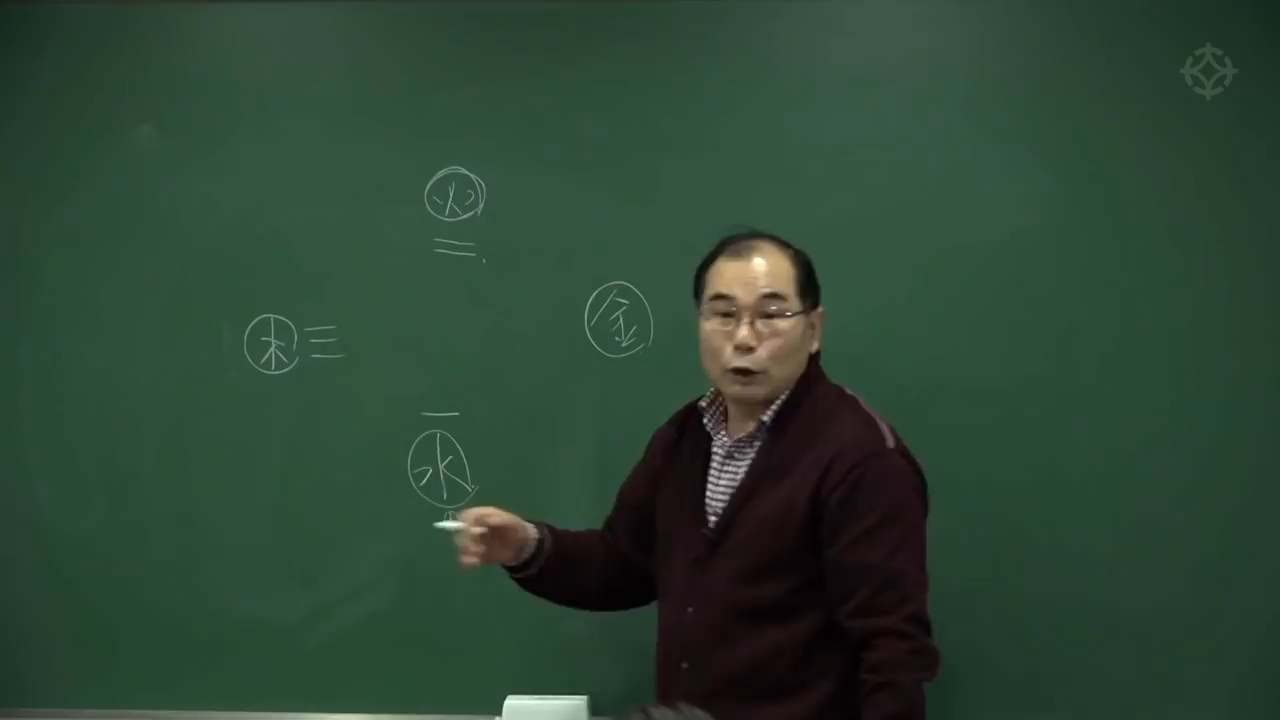 火
二
金
木 三
一
水